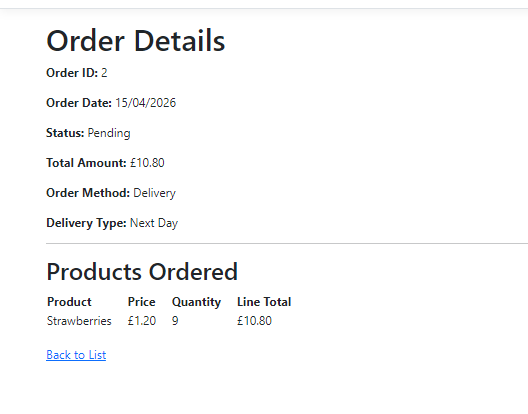 Order Details
Order ID: 2
Order Date: 15/04/2026
Status: Pending
Total Amount: £10.80
Order Method: Delivery
Delivery Type: Next Day
Products Ordered
Product Price Quantity Line Total
Strawberries £1.20 9 £10.80
Back to List